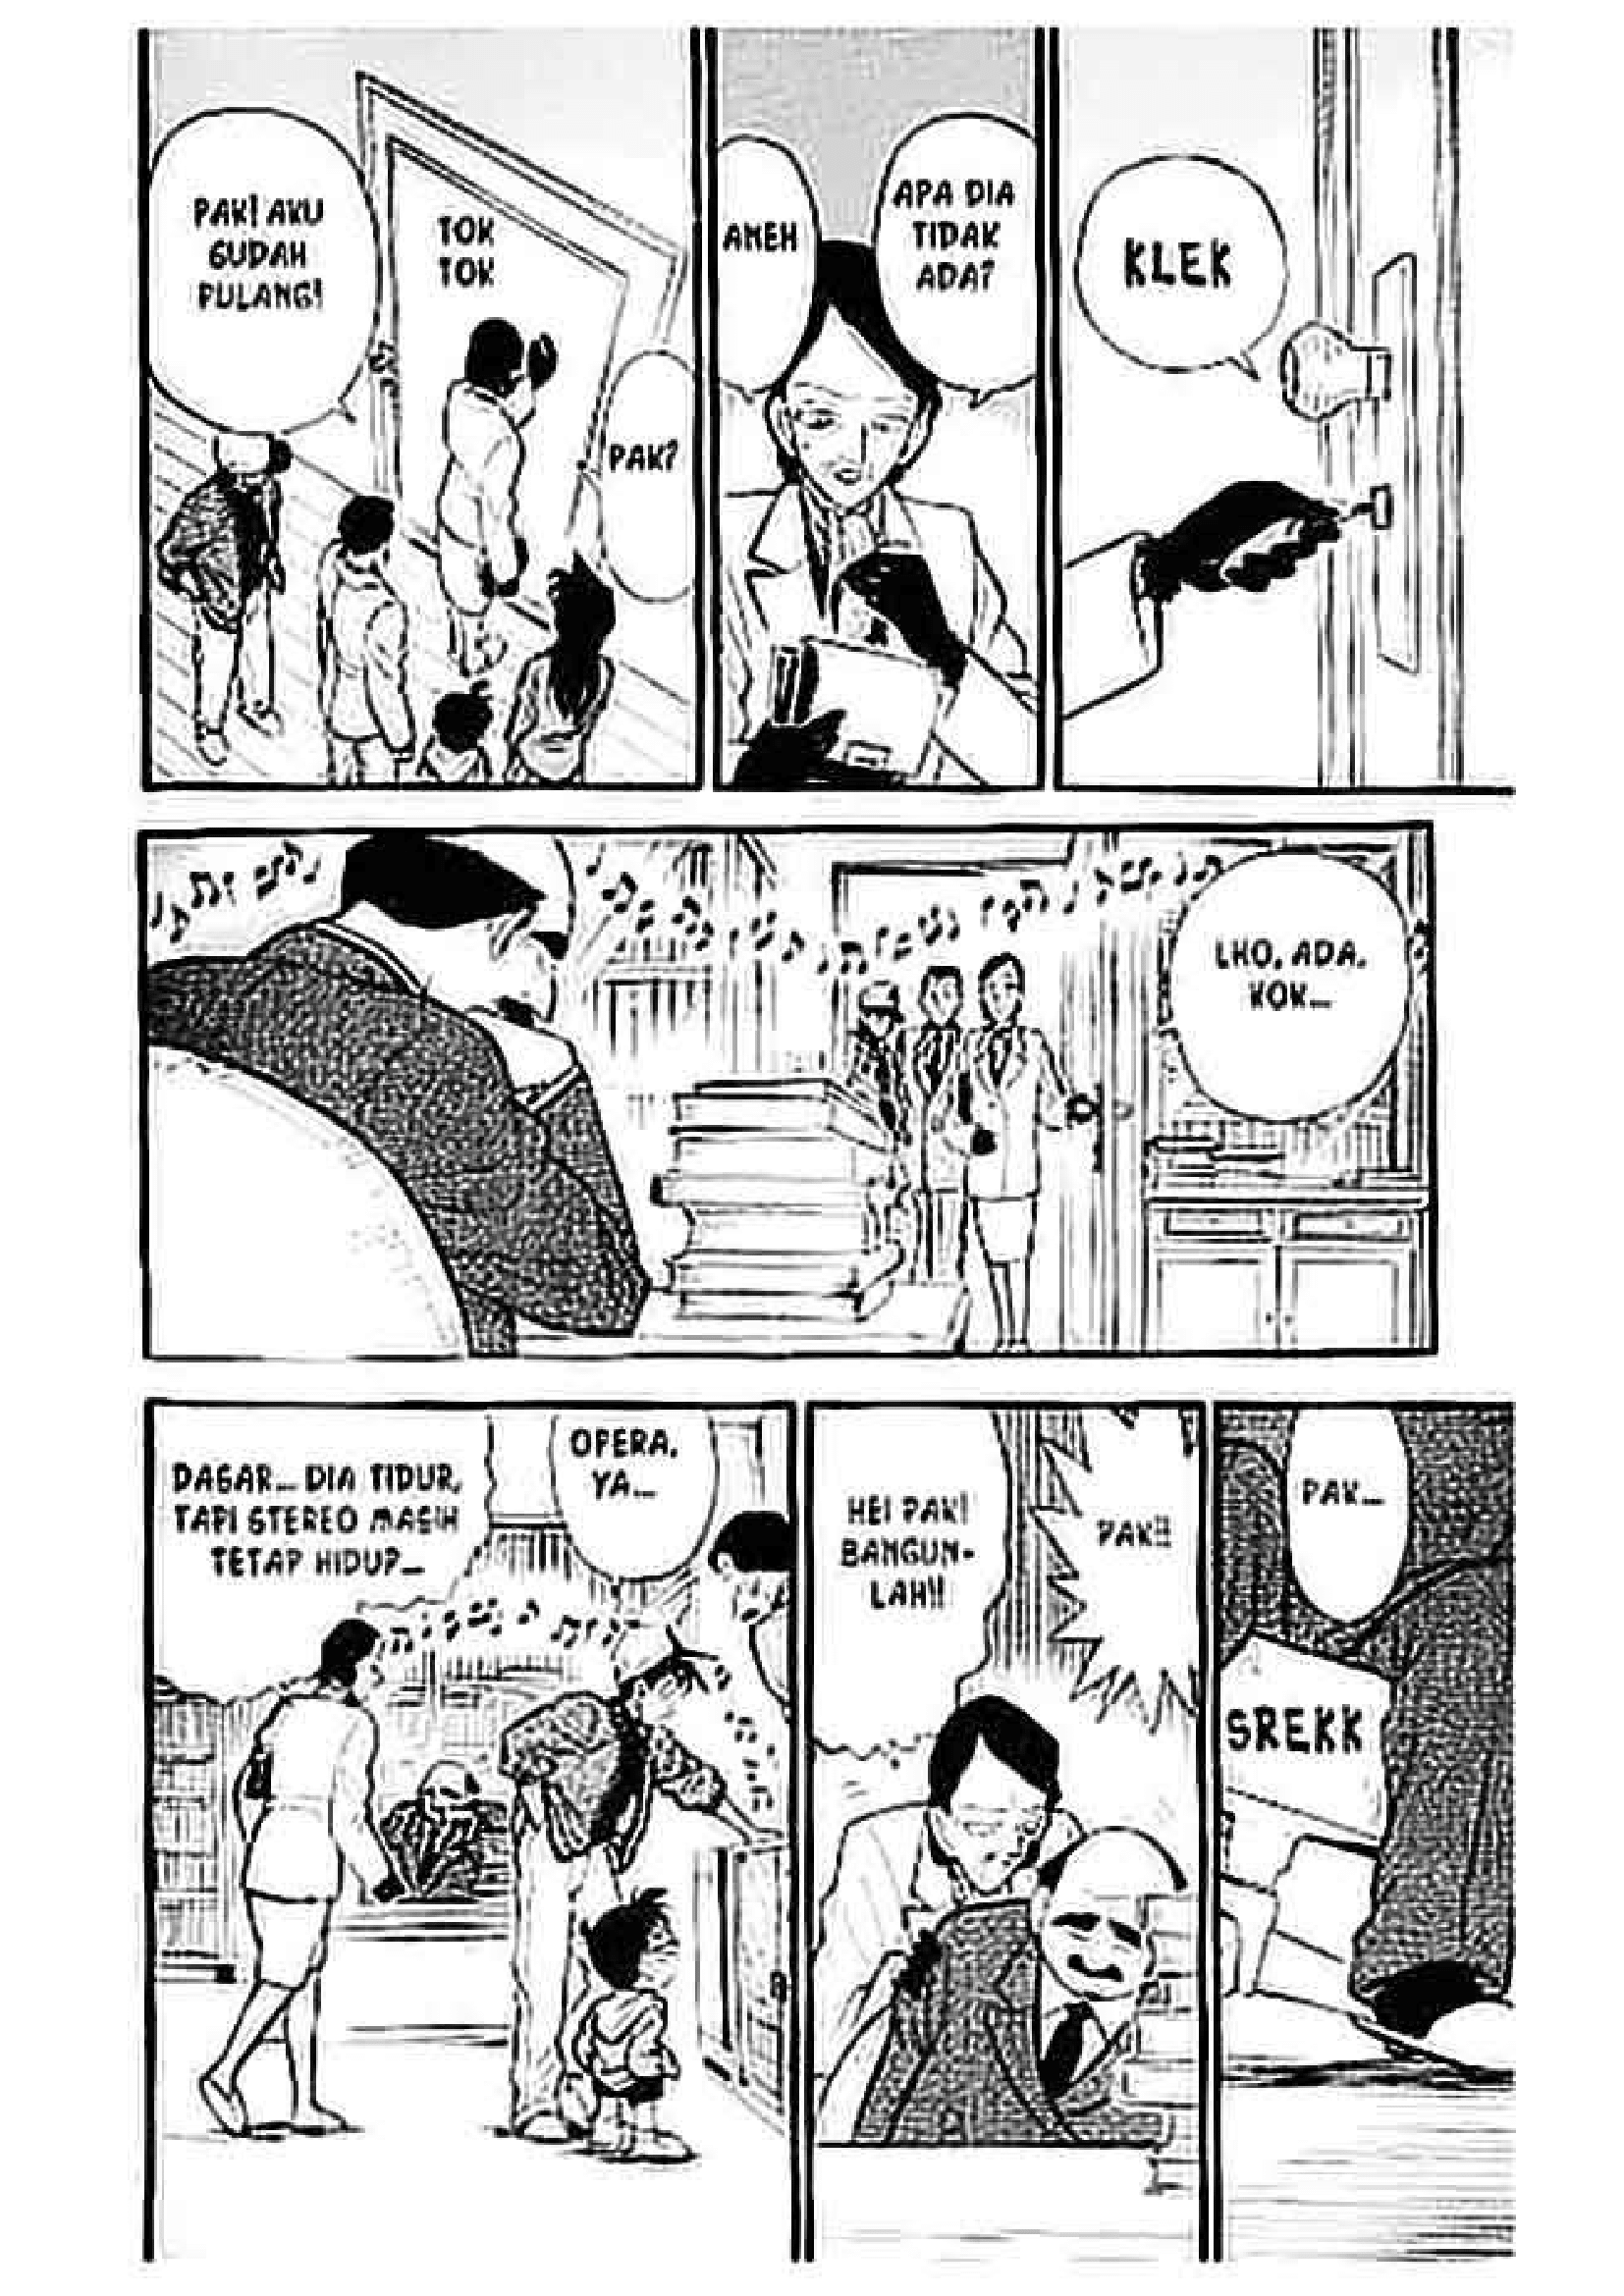 PAK! AKU
SUDAH
PULANG!
TOK
TOK
PAK?
ANEH
APA DIA
TIDAK
ADA?
KLEK
LHO, ADA,
KOK...
DASAR... DIA TIDUR,
TAPI STEREO MASIH
TETAP HIDUP...
OPERA,
YA...
HEI PAK!
BANGUN-
LAH!!
PAK!!
PAK...
SREKK